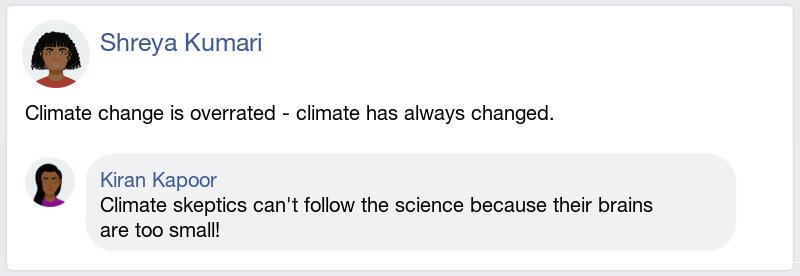 Shreya Kumari
Climate change is overrated - climate has always changed.
Kiran Kapoor
Climate skeptics can't follow the science because their brains
are too small!